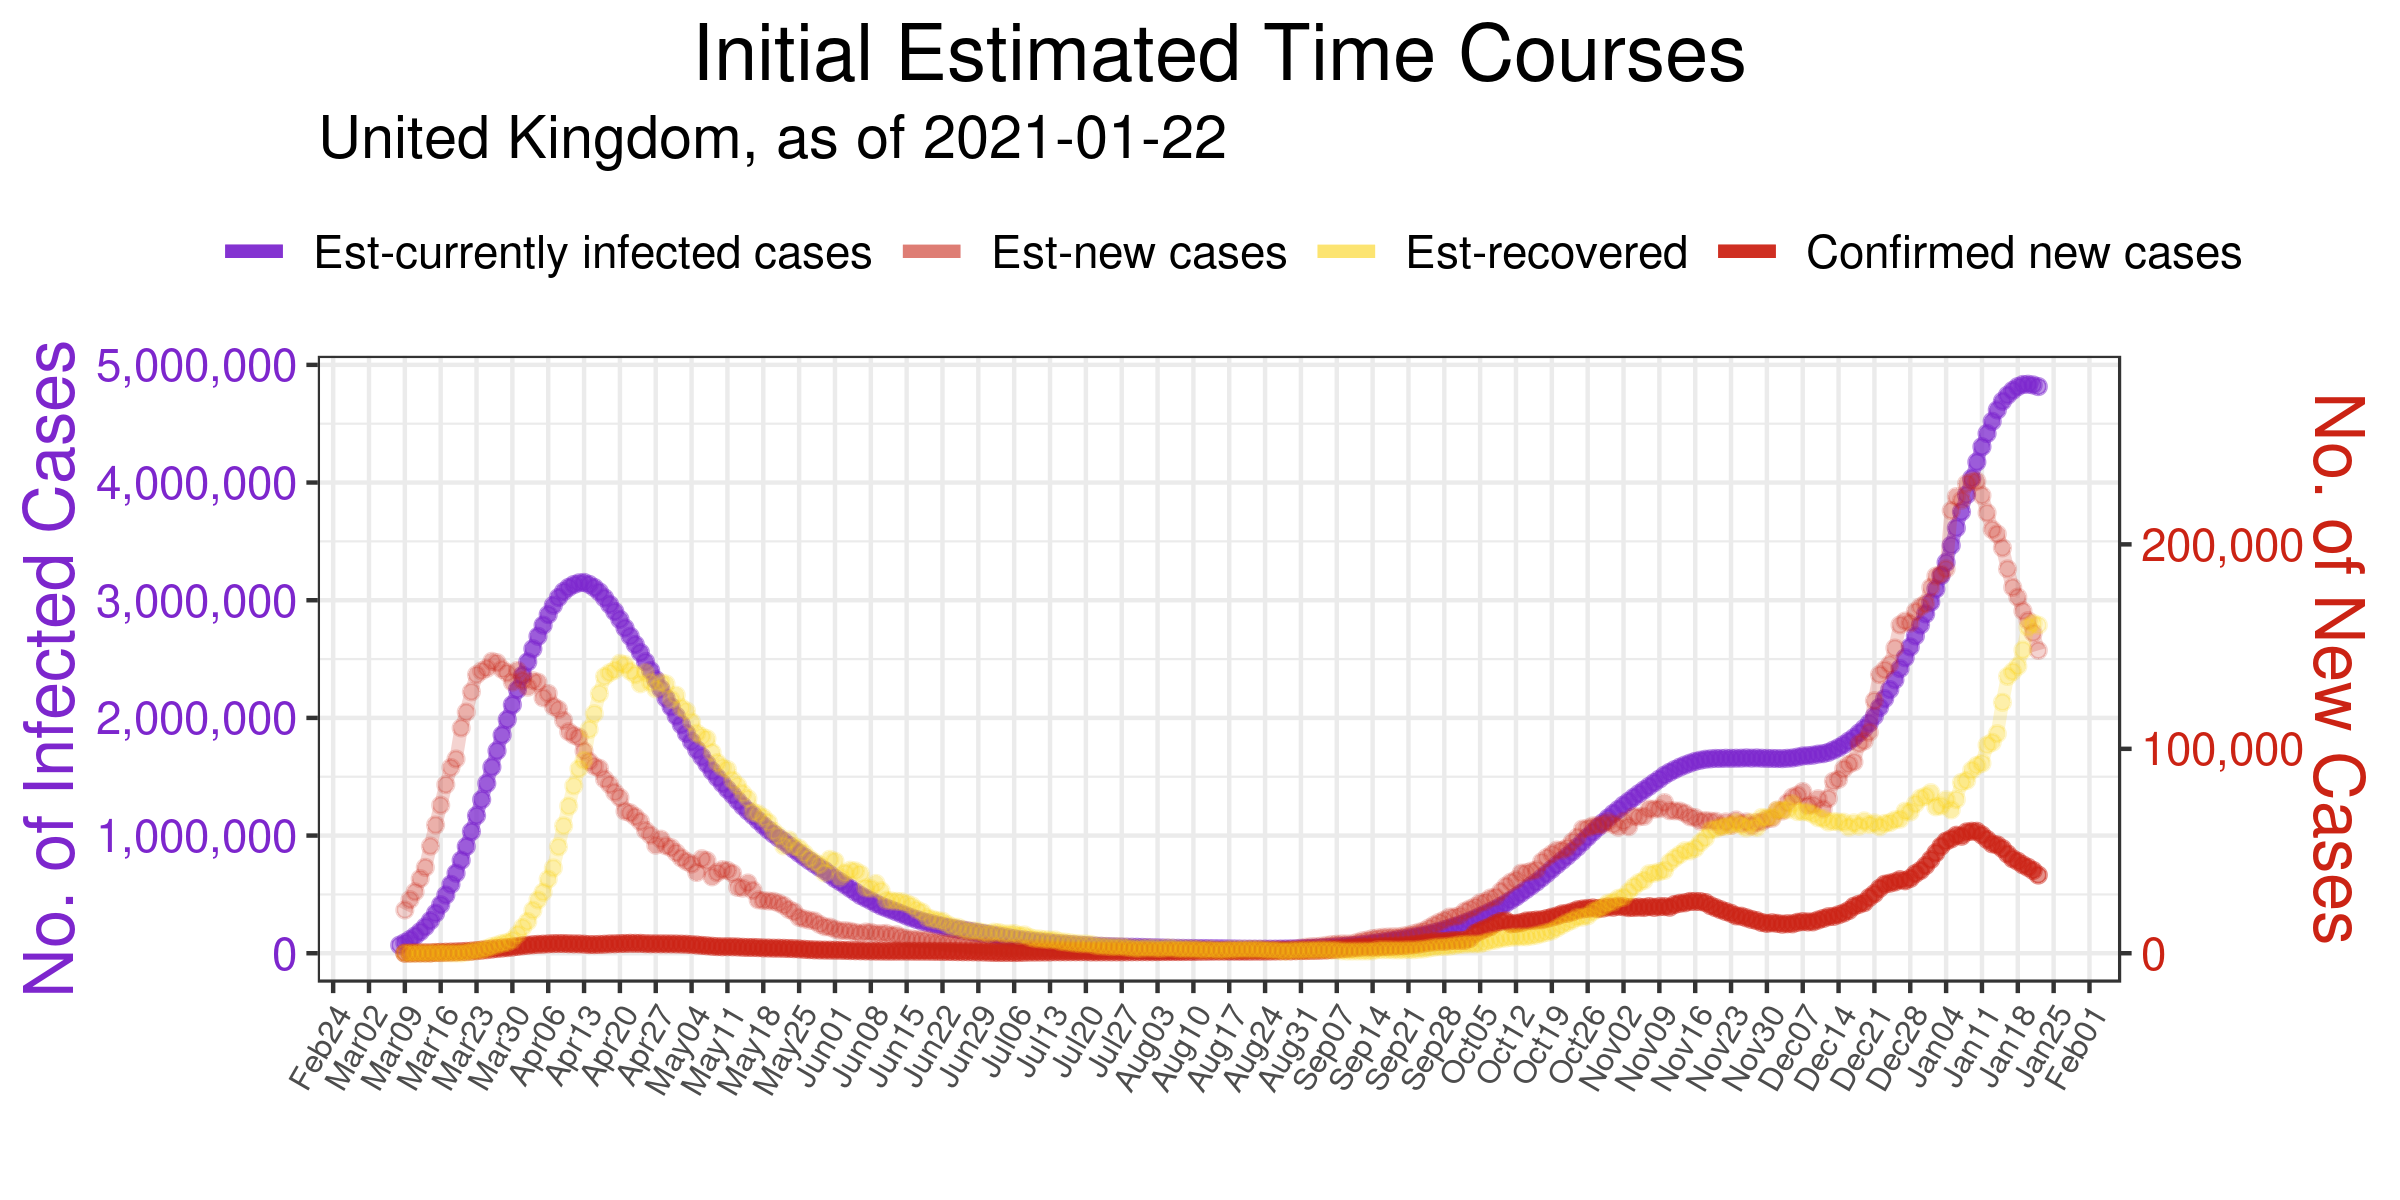 Initial Estimated Time Courses
United Kingdom, as of 2021-01-22
Est-currently infected cases Est-new cases Est-recovered Confirmed new cases
No. of Infected Cases
5,000,000
4,000,000
3,000,000
2,000,000
1,000,000
0
No. of New Cases
200,000
100,000
0
Feb24 Mar02 Mar09 Mar16 Mar23 Mar30 Apr06 Apr13 Apr20 Apr27 May04 May11 May18 May25 Jun01 Jun08 Jun15 Jun22 Jun29 Jul06 Jul13 Jul20 Jul27 Aug03 Aug10 Aug17 Aug24 Aug31 Sep07 Sep14 Sep21 Sep28 Oct05 Oct12 Oct19 Oct26 Nov02 Nov09 Nov16 Nov23 Nov30 Dec07 Dec14 Dec21 Dec28 Jan04 Jan11 Jan18 Jan25 Feb01